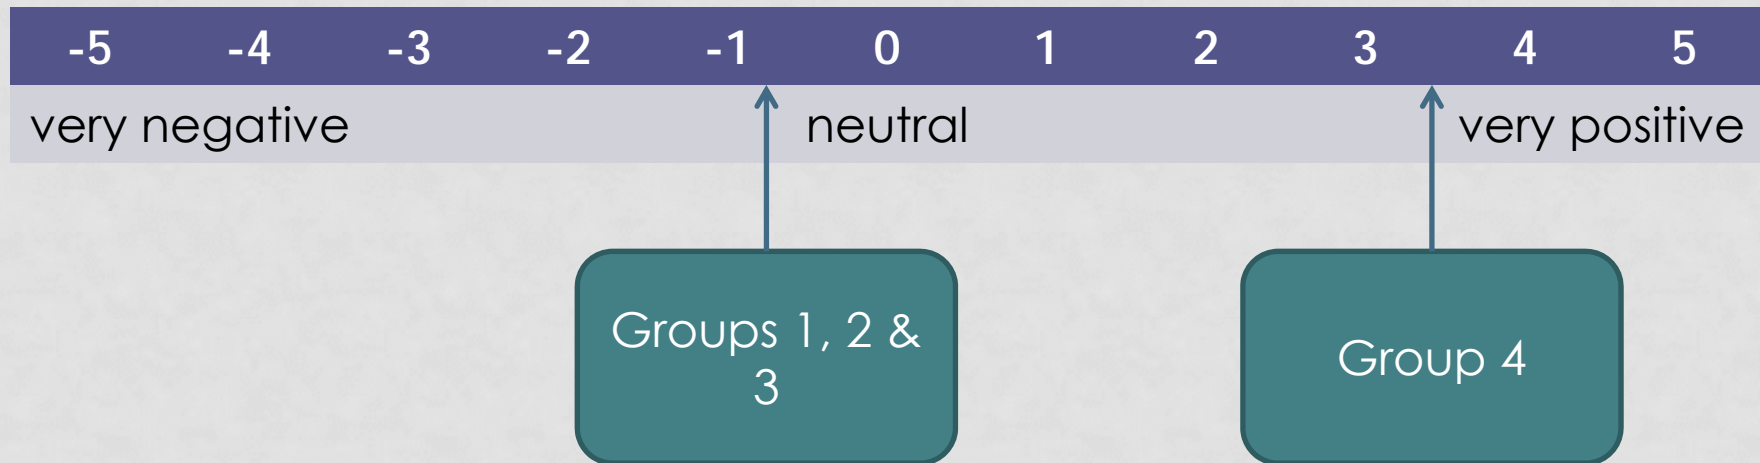 -5 -4 -3 -2 -1 0 1 2 3 4 5
very negative neutral very positive
Groups 1, 2 &
3
Group 4